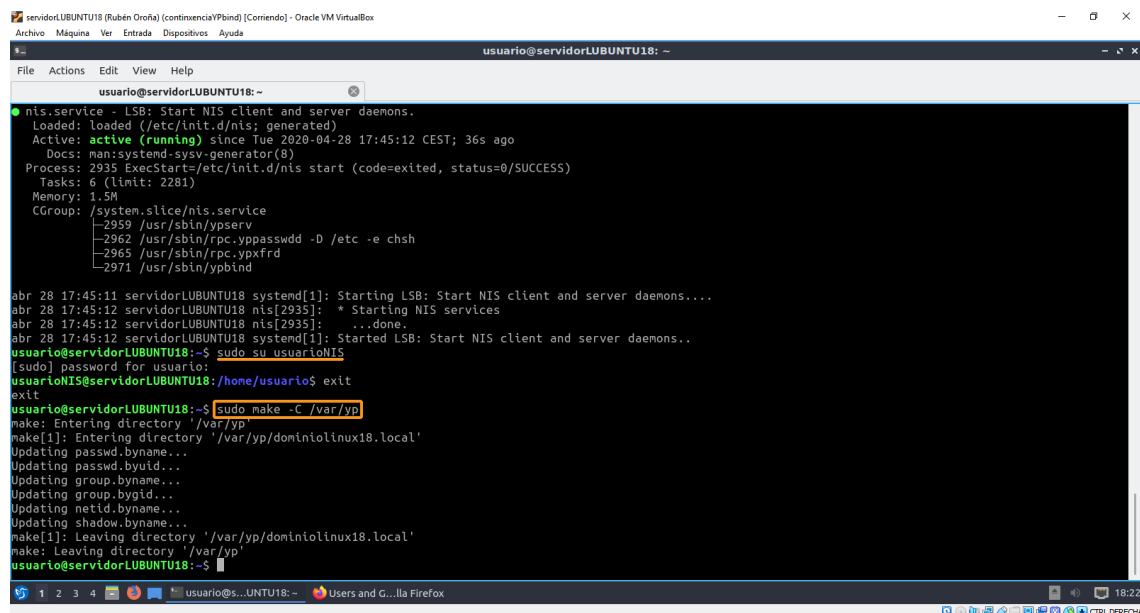 servidorLUBUNTU18 (Rubén Oroña) (continxenciaYPbind) [Corriendo] - Oracle VM VirtualBox
Archivo Máquina Ver Entrada Dispositivos Ayuda
usuario@servidorLUBUNTU18: ~
File Actions Edit View Help
usuario@servidorLUBUNTU18: ~
● nis.service - LSB: Start NIS client and server daemons.
Loaded: loaded (/etc/init.d/nis; generated)
Active: active (running) since Tue 2020-04-28 17:45:12 CEST; 36s ago
Docs: man:systemd-sysv-generator(8)
Process: 2935 ExecStart=/etc/init.d/nis start (code=exited, status=0/SUCCESS)
Tasks: 6 (limit: 2281)
Memory: 1.5M
CGroup: /system.slice/nis.service
├─2959 /usr/sbin/ypserv
├─2962 /usr/sbin/rpc.yppasswdd -D /etc -e chsh
├─2965 /usr/sbin/rpc.ypxfrd
└─2971 /usr/sbin/ypbind
abr 28 17:45:11 servidorLUBUNTU18 systemd[1]: Starting LSB: Start NIS client and server daemons....
abr 28 17:45:12 servidorLUBUNTU18 nis[2935]: * Starting NIS services
abr 28 17:45:12 servidorLUBUNTU18 nis[2935]: ...done.
abr 28 17:45:12 servidorLUBUNTU18 systemd[1]: Started LSB: Start NIS client and server daemons..
usuario@servidorLUBUNTU18:~$ sudo su usuarioNIS
[sudo] password for usuario:
usuarioNIS@servidorLUBUNTU18:/home/usuario$ exit
exit
usuario@servidorLUBUNTU18:~$ sudo make -C /var/yp
make: Entering directory '/var/yp'
make[1]: Entering directory '/var/yp/dominiolinux18.local'
Updating passwd.byname...
Updating passwd.byuid...
Updating group.byname...
Updating group.bygid...
Updating netid.byname...
Updating shadow.byname...
make[1]: Leaving directory '/var/yp/dominiolinux18.local'
make: Leaving directory '/var/yp'
usuario@servidorLUBUNTU18:~$
1 2 3 4 usuario@s...UNTU18: ~ Users and G...lla Firefox 18:22
CTRL DERECHA